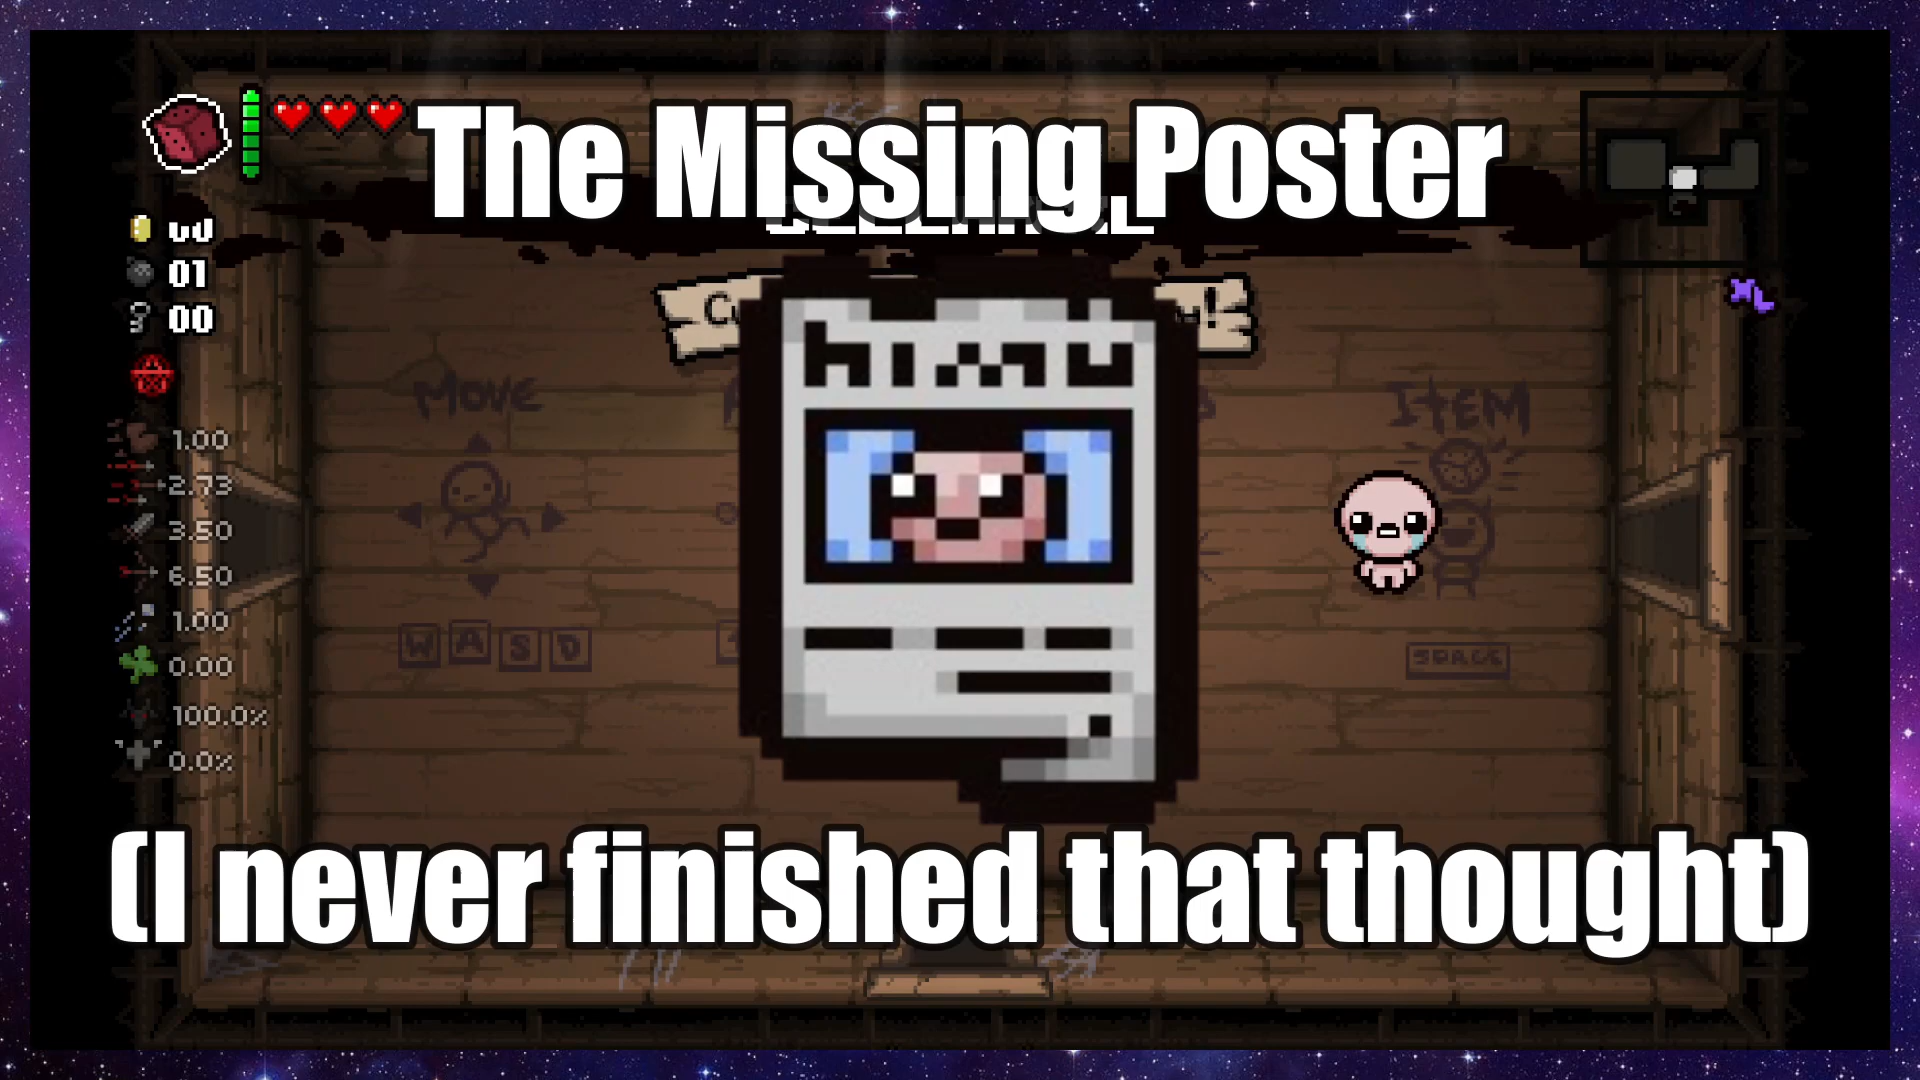 The Missing Poster
01
00
1.00
2.73
3.50
6.50
1.00
0.00
100.0%
0.0%
MOVE
ITEM
W A S D
SPACE
(I never finished that thought)